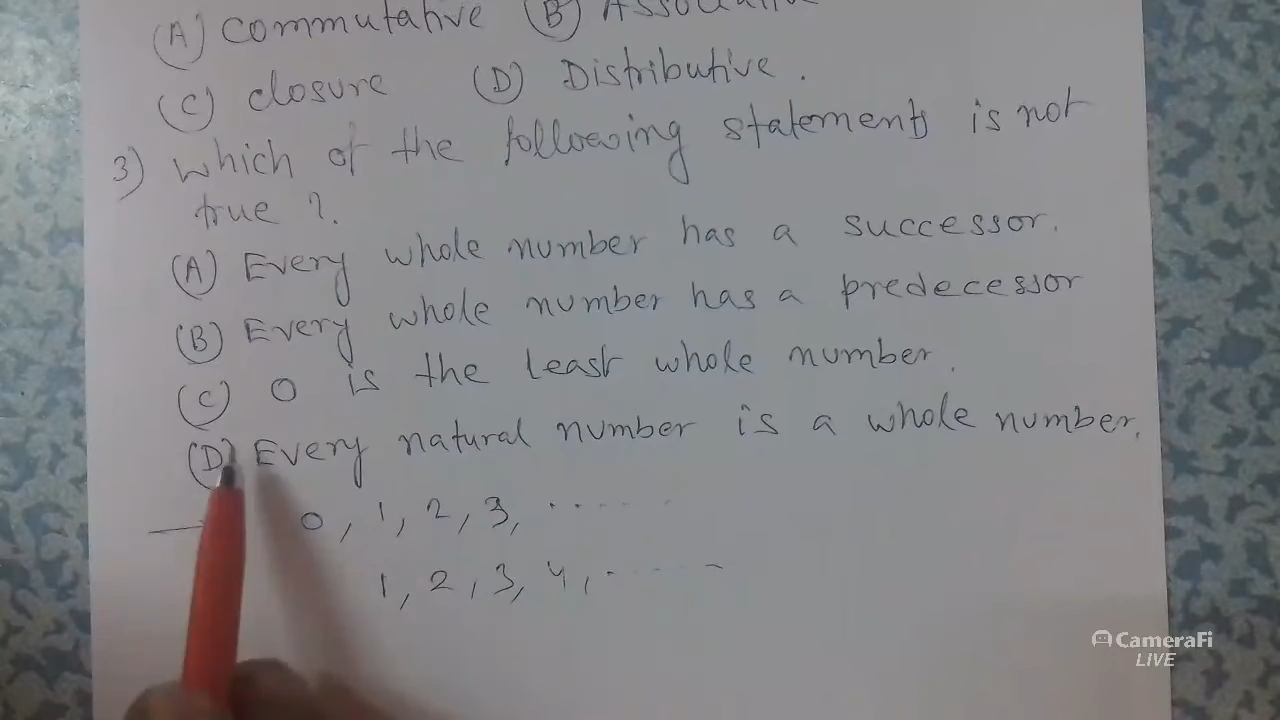 (A) Commutative (B) Associative
(C) closure (D) Distributive.
3) Which of the following statements is not
true ?.
(A) Every whole number has a successor.
(B) Every whole number has a predecessor
(C) 0 is the least whole number.
(D) Every natural number is a whole number.
0, 1, 2, 3, ......
1, 2, 3, 4, ......
CameraFi
LIVE